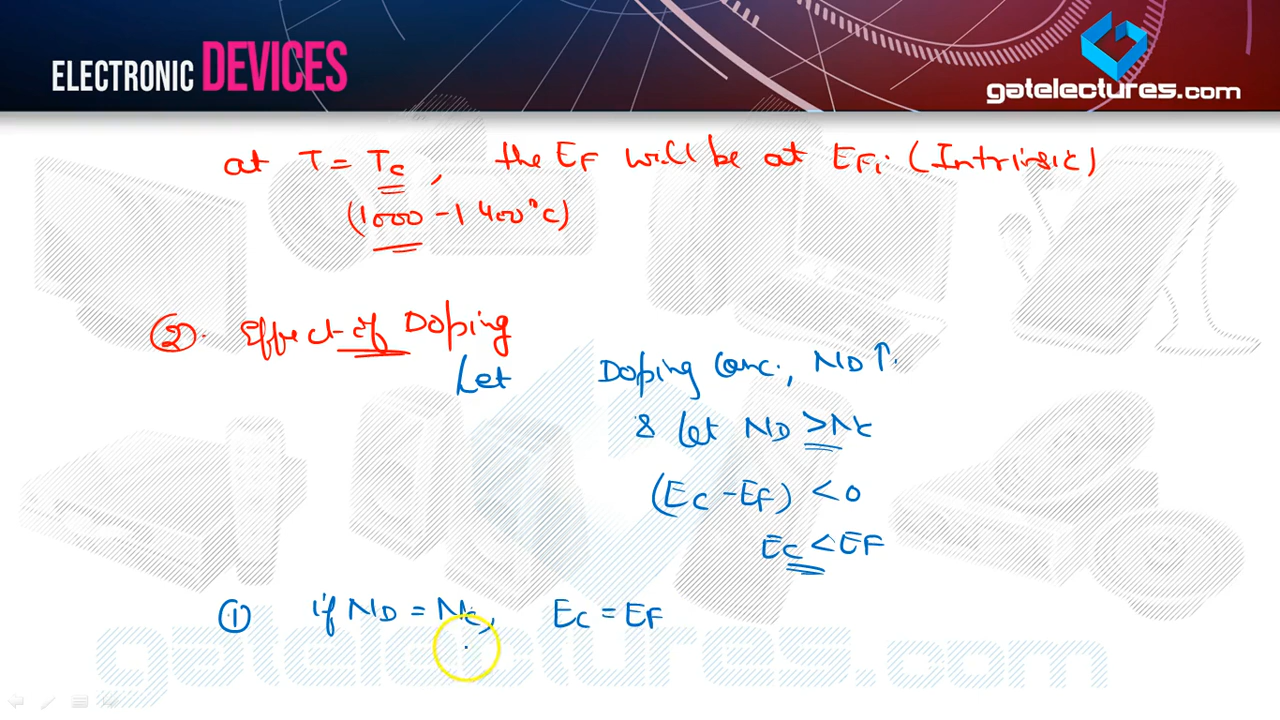 ELECTRONIC DEVICES
gatelectures.com
at T = Tc, the EF will be at EFi (Intrinsic)
(1000 - 1400°C)
②. Effect of Doping
Let Doping Conc., ND ↑.
& let ND > Nc
(EC - EF) < 0
EC < EF
① if ND = Nc, EC = EF
gatelectures.com